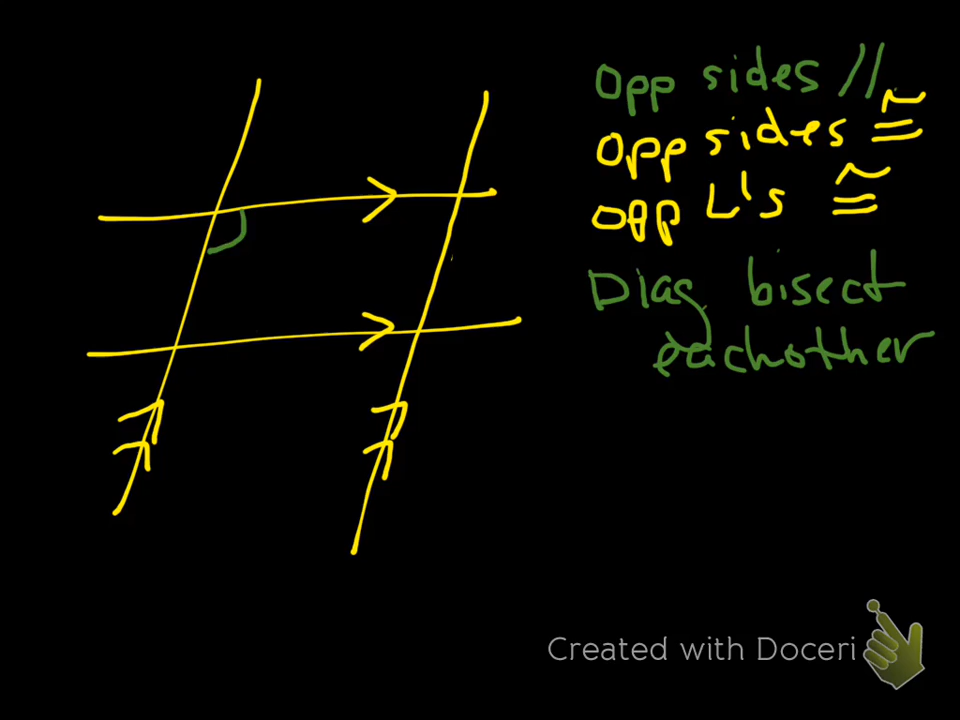 Opp sides //
Opp sides ≅
Opp ∠'s ≅
Diag bisect
eachother
Created with Doceri